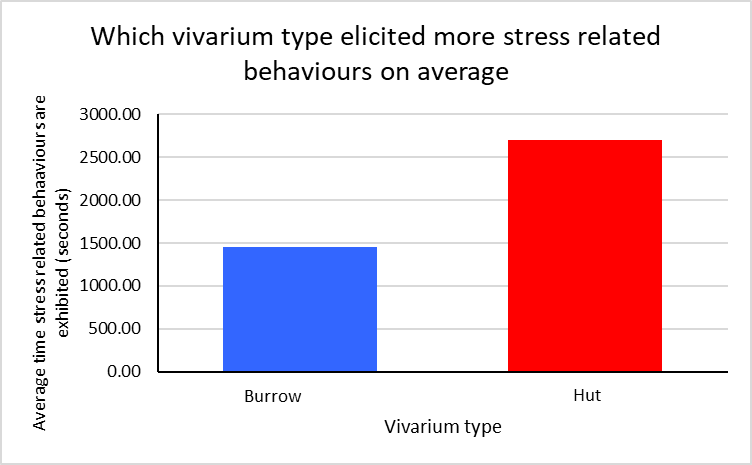 Which vivarium type elicited more stress related
behaviours on average
Average time stress related behaaviours are
exhibited (seconds)
3000.00
2500.00
2000.00
1500.00
1000.00
500.00
0.00
Burrow
Hut
Vivarium type